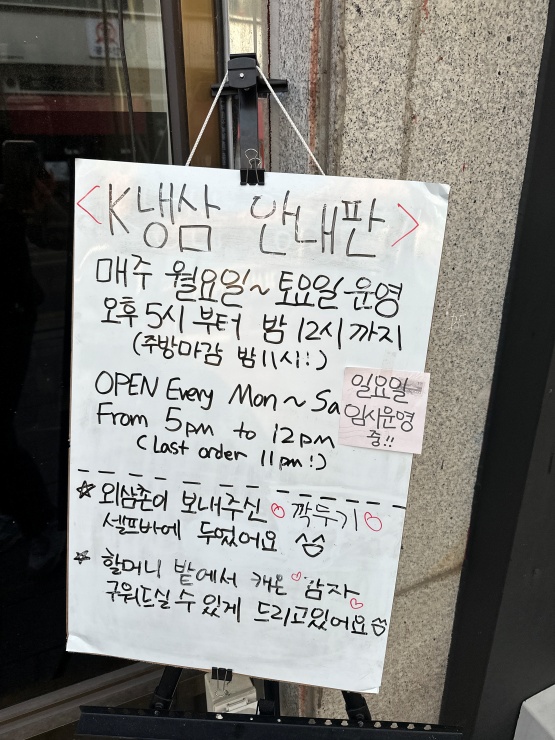 <K냉삼 안내판>
매주 월요일~토요일 운영
오후 5시 부터 밤 12시 까지
(주방마감 밤 11시:)
OPEN Every Mon ~ Sa
From 5pm to 12pm
(Last order 11pm!)
일요일
임시운영
중!!
☆ 외삼촌이 보내주신 ♡깍두기♡
셀프바에 두었어요 ^^
☆ 할머니 밭에서 캐온 ♡감자♡
구워드실 수 있게 드리고있어요^^